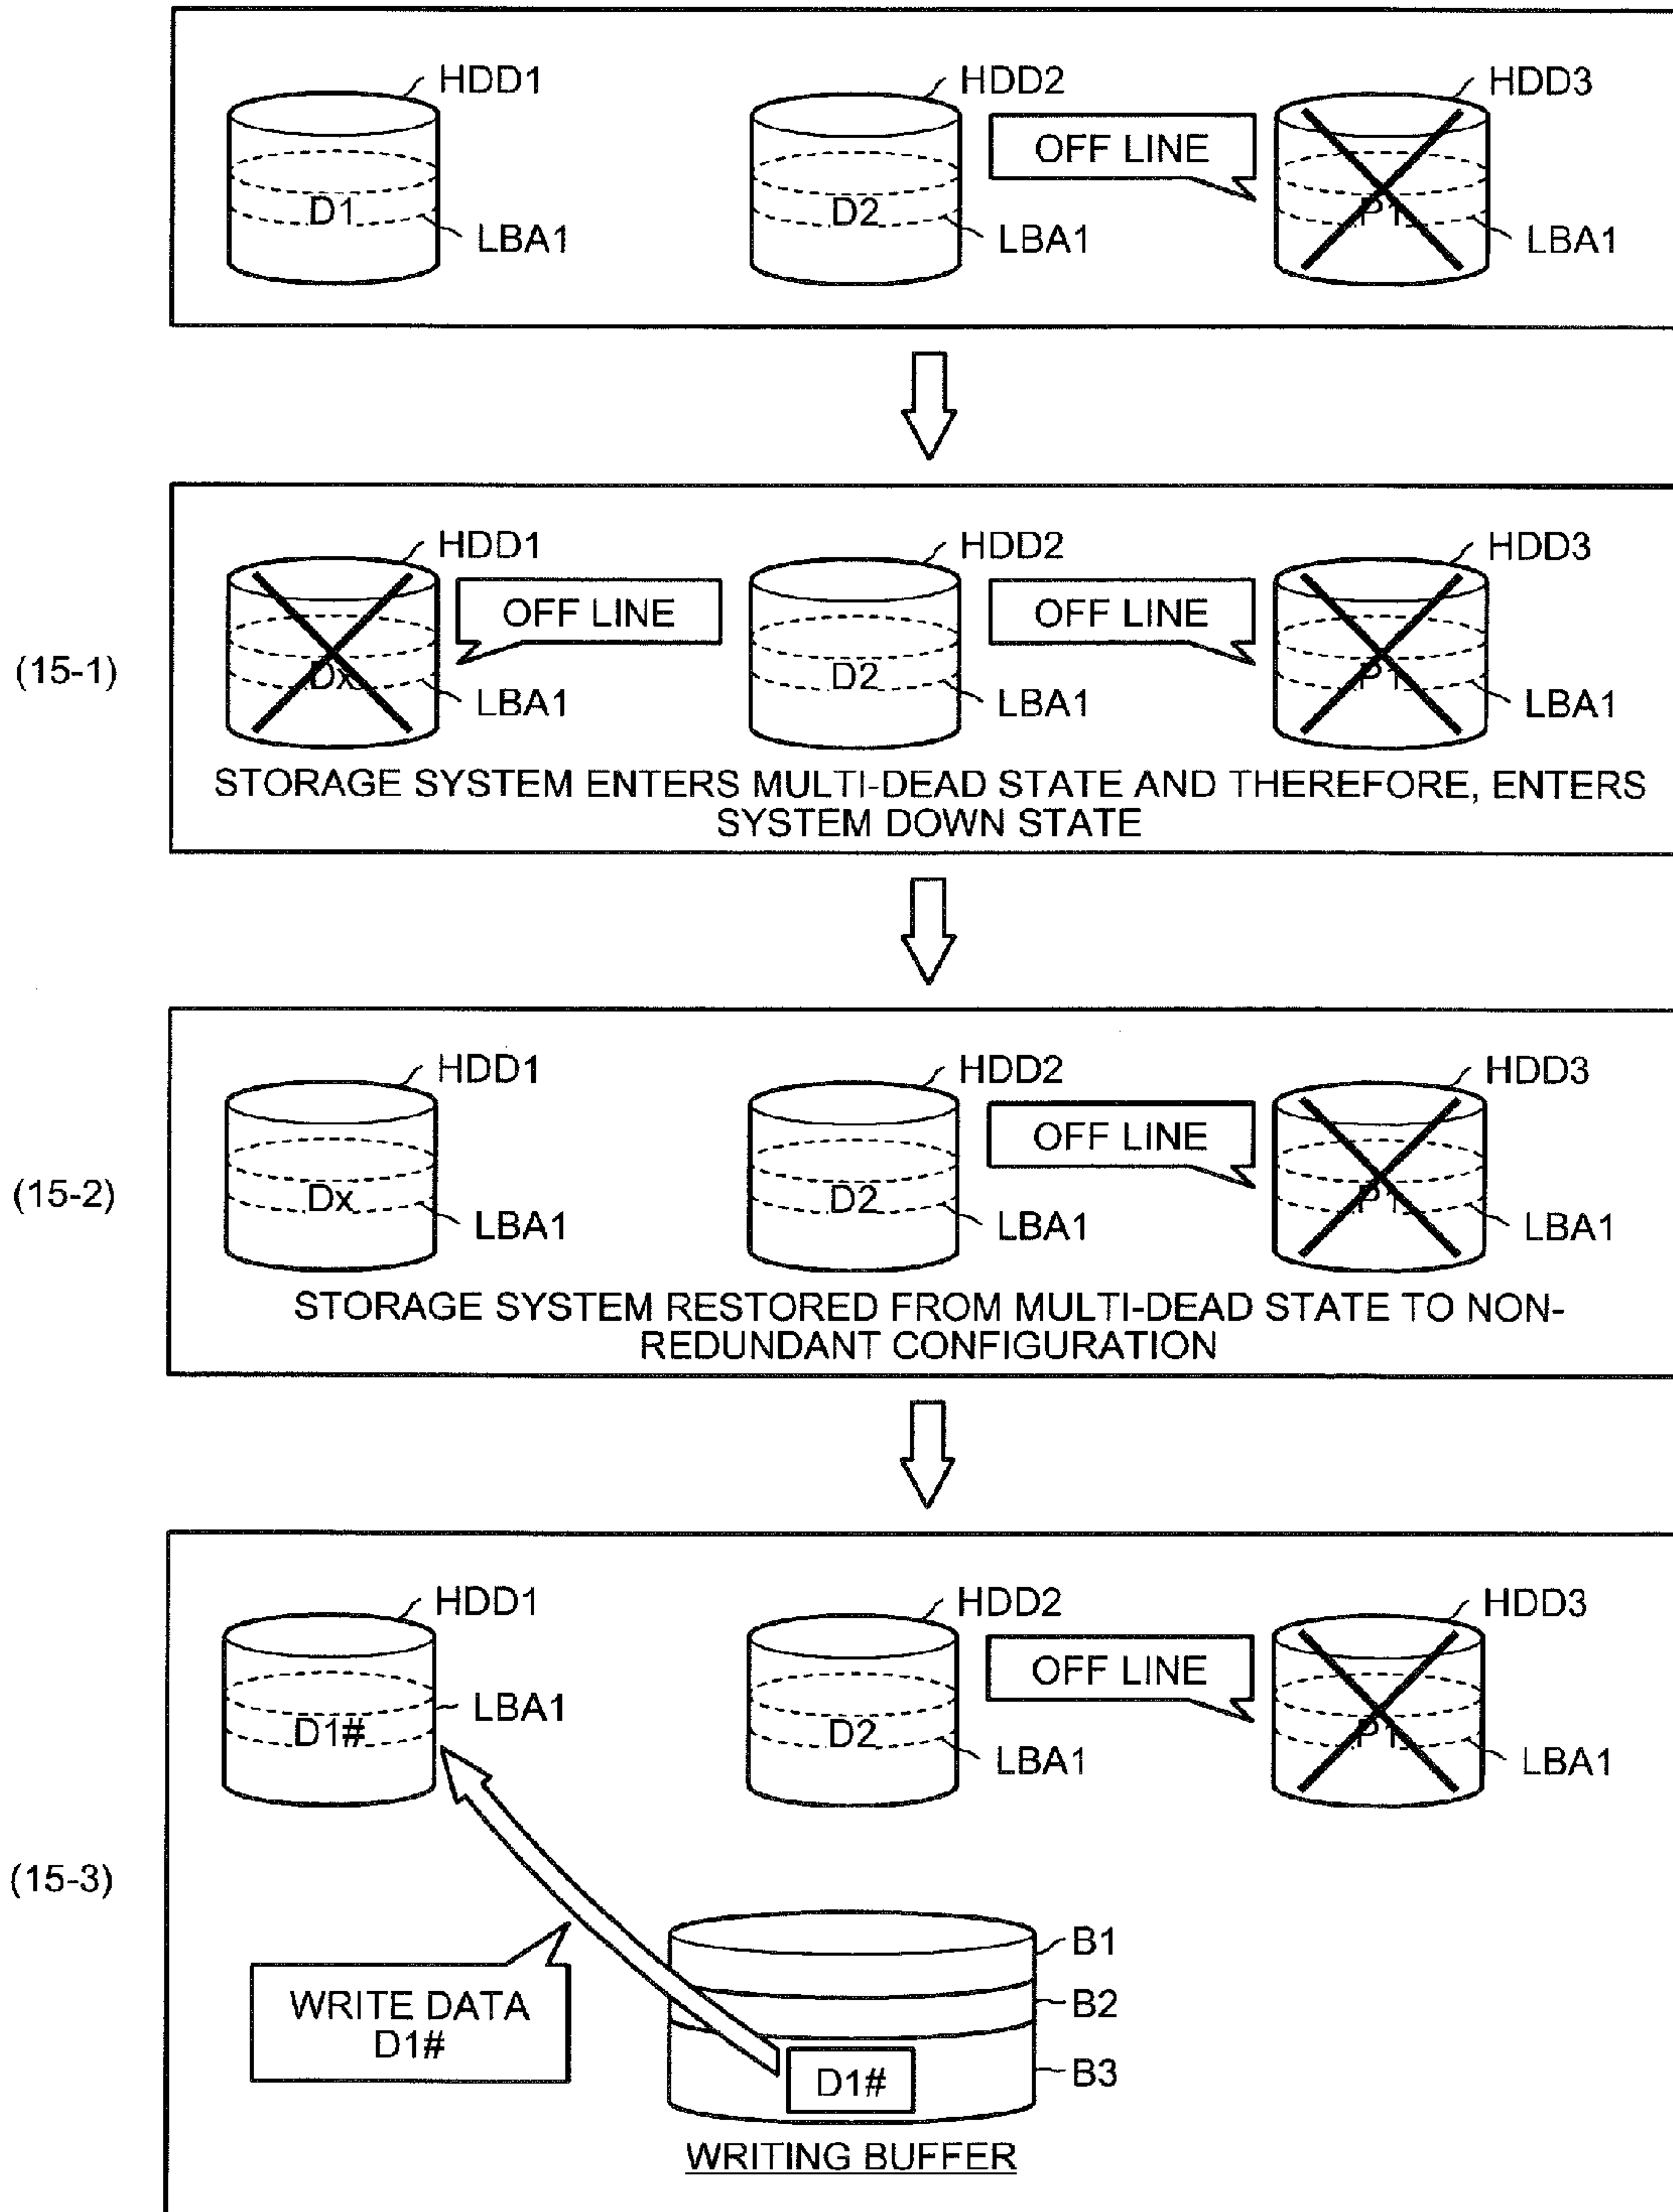 HDD1
HDD2
HDD3
OFF LINE
D1
D2
P1
LBA1
LBA1
LBA1
(15-1)
HDD1
HDD2
HDD3
OFF LINE
OFF LINE
Dx
D2
P1
LBA1
LBA1
LBA1
STORAGE SYSTEM ENTERS MULTI-DEAD STATE AND THEREFORE, ENTERS
SYSTEM DOWN STATE
(15-2)
HDD1
HDD2
HDD3
OFF LINE
Dx
D2
P1
LBA1
LBA1
LBA1
STORAGE SYSTEM RESTORED FROM MULTI-DEAD STATE TO NON-
REDUNDANT CONFIGURATION
(15-3)
HDD1
HDD2
HDD3
OFF LINE
LBA1
D1#
D2
P1
LBA1
LBA1
WRITE DATA
D1#
B1
B2
B3
D1#
WRITING BUFFER